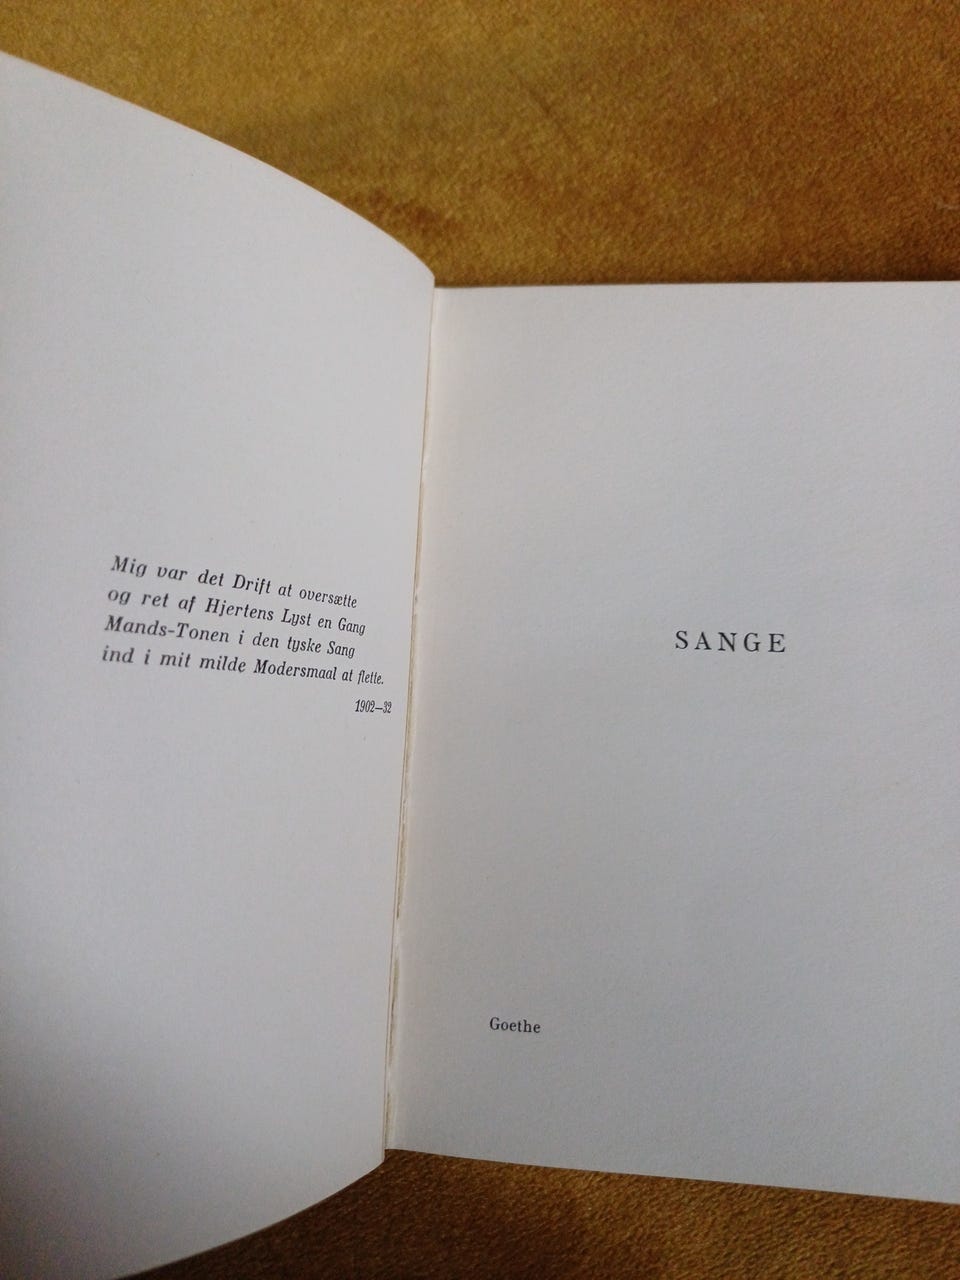 Mig var det Drift at oversætte
og ret af Hjertens Lyst en Gang
Mands-Tonen i den tyske Sang
ind i mit milde Modersmaal at flette.
1902—32
SANGE
Goethe